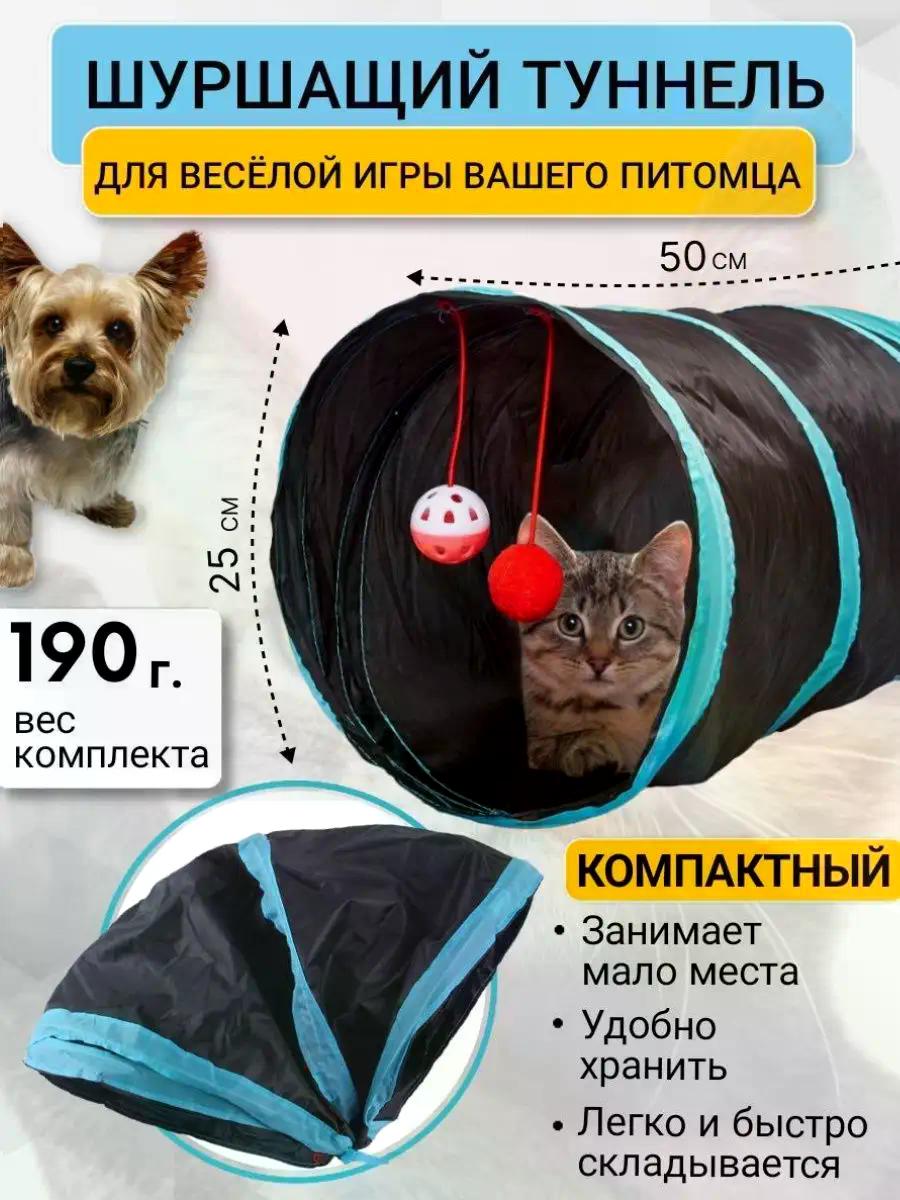 ШУРШАЩИЙ ТУННЕЛЬ
ДЛЯ ВЕСЁЛОЙ ИГРЫ ВАШЕГО ПИТОМЦА
50 см
25 см
190 г.
вес
комплекта
КОМПАКТНЫЙ
• Занимает
мало места
• Удобно
хранить
• Легко и быстро
складывается